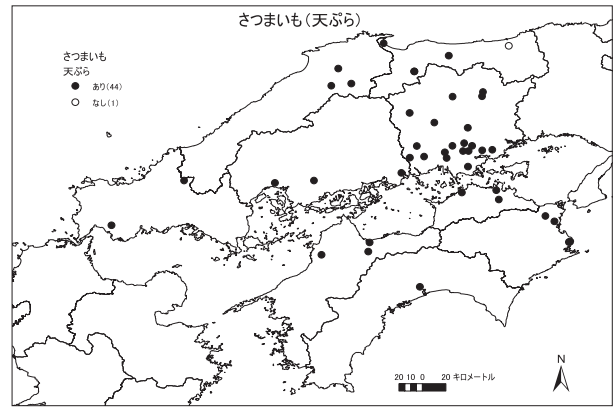 さつまいも(天ぷら)
さつまいも
天ぷら
あり(44)
なし(1)
N
20 10 0 20 キロメートル